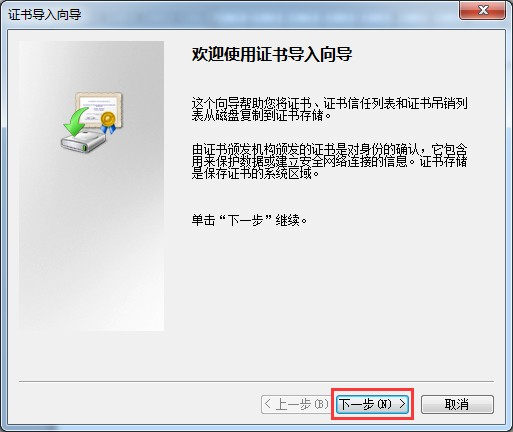 证书导入向导
欢迎使用证书导入向导
这个向导帮助您将证书、证书信任列表和证书吊销列
表从磁盘复制到证书存储。
由证书颁发机构颁发的证书是对身份的确认，它包含
用来保护数据或建立安全网络连接的信息。证书存储
是保存证书的系统区域。
单击“下一步”继续。
< 上一步(B) 下一步(N) > 取消